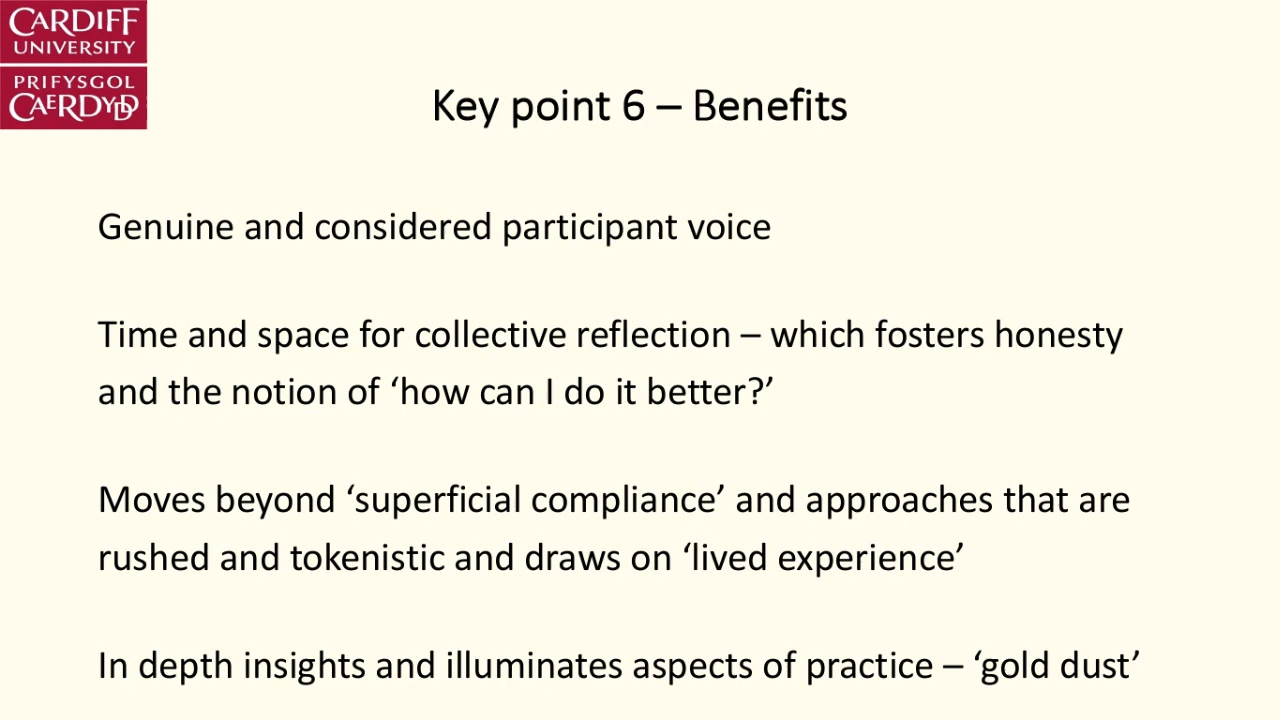 CARDIFF
UNIVERSITY
PRIFYSGOL
CAERDYDD
Key point 6 – Benefits
Genuine and considered participant voice
Time and space for collective reflection – which fosters honesty
and the notion of ‘how can I do it better?’
Moves beyond ‘superficial compliance’ and approaches that are
rushed and tokenistic and draws on ‘lived experience’
In depth insights and illuminates aspects of practice – ‘gold dust’